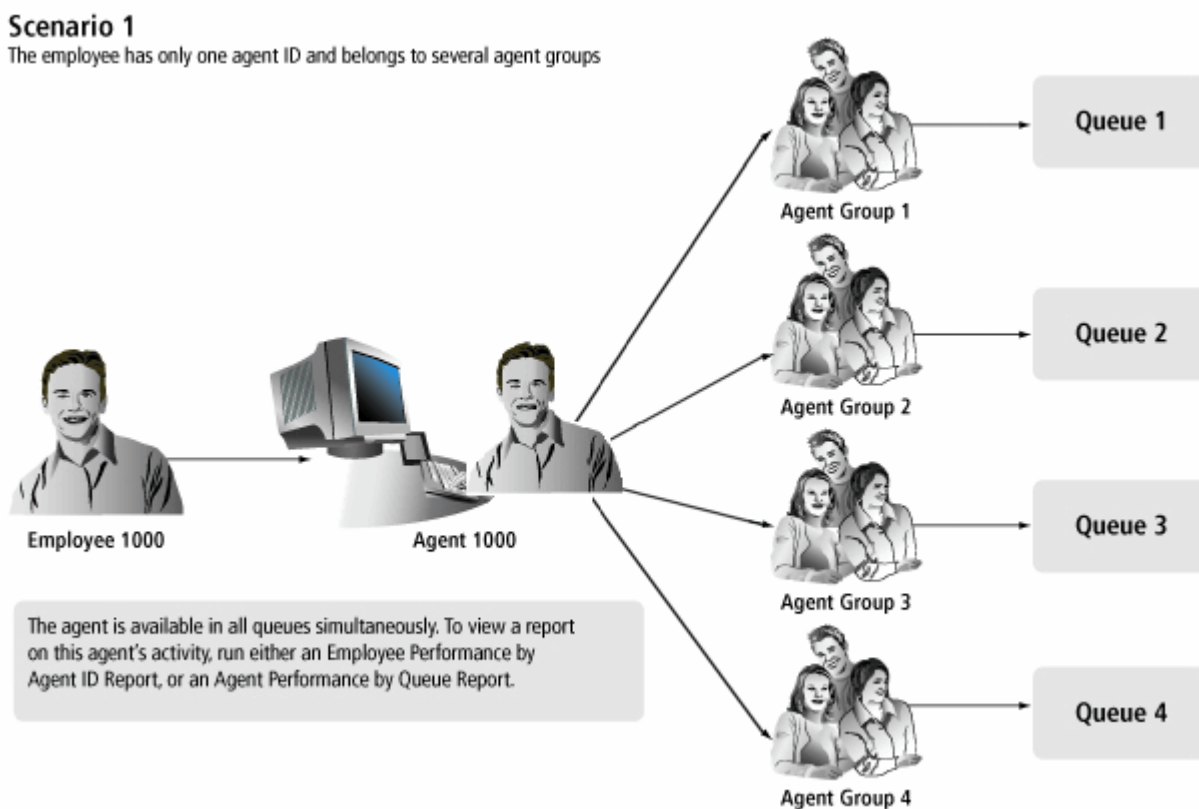 Scenario 1
The employee has only one agent ID and belongs to several agent groups
Queue 1
Agent Group 1
Queue 2
Agent Group 2
Employee 1000
Agent 1000
Queue 3
Agent Group 3
The agent is available in all queues simultaneously. To view a report
on this agent's activity, run either an Employee Performance by
Agent ID Report, or an Agent Performance by Queue Report.
Queue 4
Agent Group 4